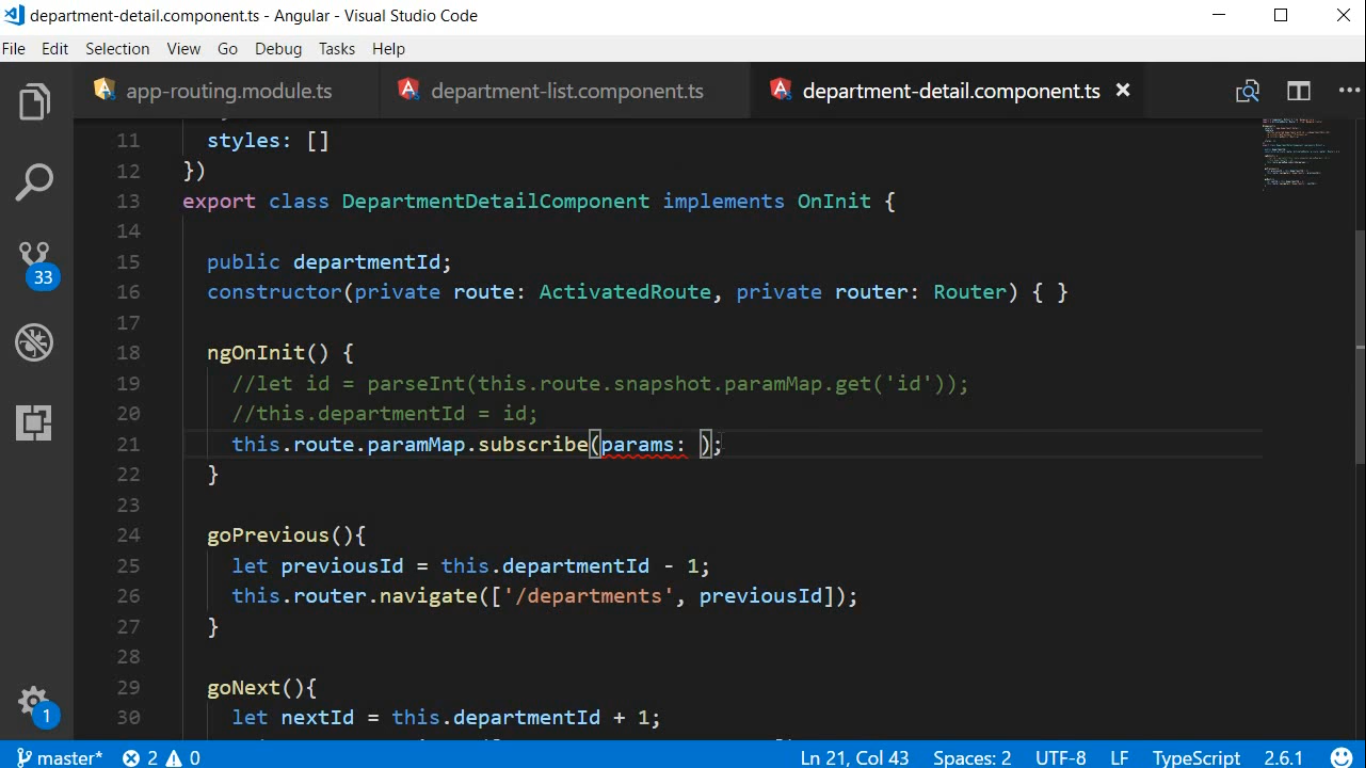 department-detail.component.ts - Angular - Visual Studio Code
File Edit Selection View Go Debug Tasks Help
app-routing.module.ts department-list.component.ts department-detail.component.ts
11 styles: []
12 })
13 export class DepartmentDetailComponent implements OnInit {
14
15 public departmentId;
16 constructor(private route: ActivatedRoute, private router: Router) { }
17
18 ngOnInit() {
19 //let id = parseInt(this.route.snapshot.paramMap.get('id'));
20 //this.departmentId = id;
21 this.route.paramMap.subscribe(params: );
22 }
23
24 goPrevious(){
25 let previousId = this.departmentId - 1;
26 this.router.navigate(['/departments', previousId]);
27 }
28
29 goNext(){
30 let nextId = this.departmentId + 1;
33
1
master* 2 0 Ln 21, Col 43 Spaces: 2 UTF-8 LF TypeScript 2.6.1